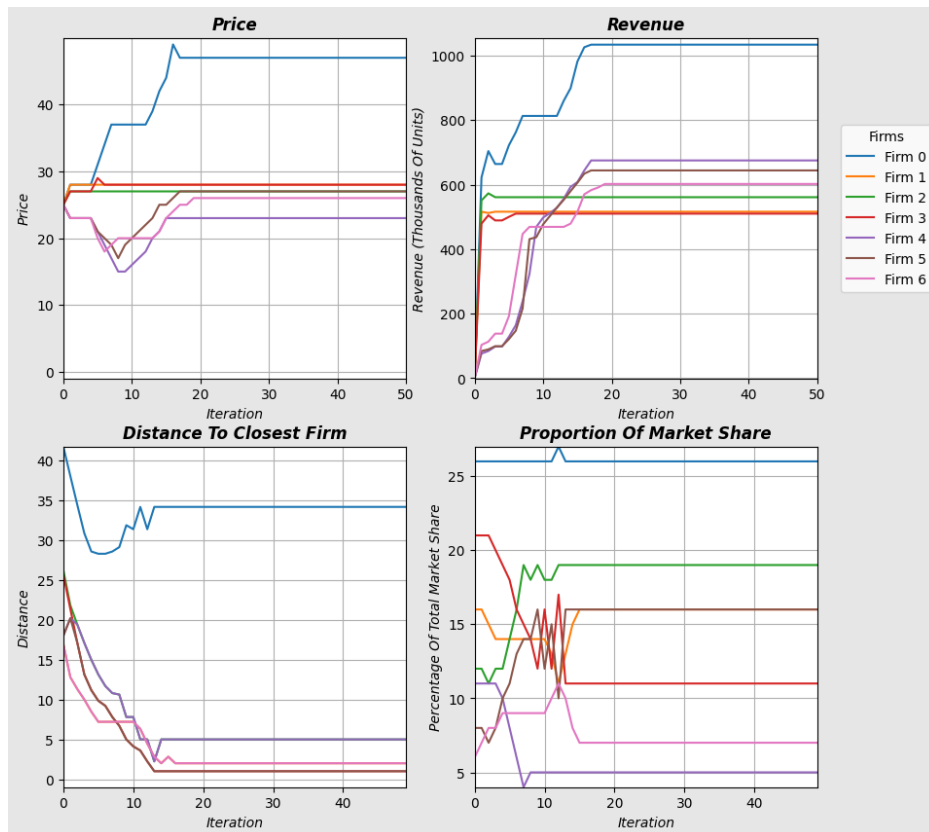 Price
Price
0
10
20
30
40
0
10
20
30
40
50
Iteration
Revenue
Revenue (Thousands Of Units)
0
200
400
600
800
1000
0
20
40
50
Iteration
Firms
Firm 0
Firm 1
Firm 2
Firm 3
Firm 4
Firm 5
Firm 6
Distance To Closest Firm
Distance
0
5
10
15
20
25
30
35
40
0
10
20
30
40
Iteration
Proportion Of Market Share
Percentage Of Total Market Share
5
10
15
20
25
0
10
20
30
40
Iteration